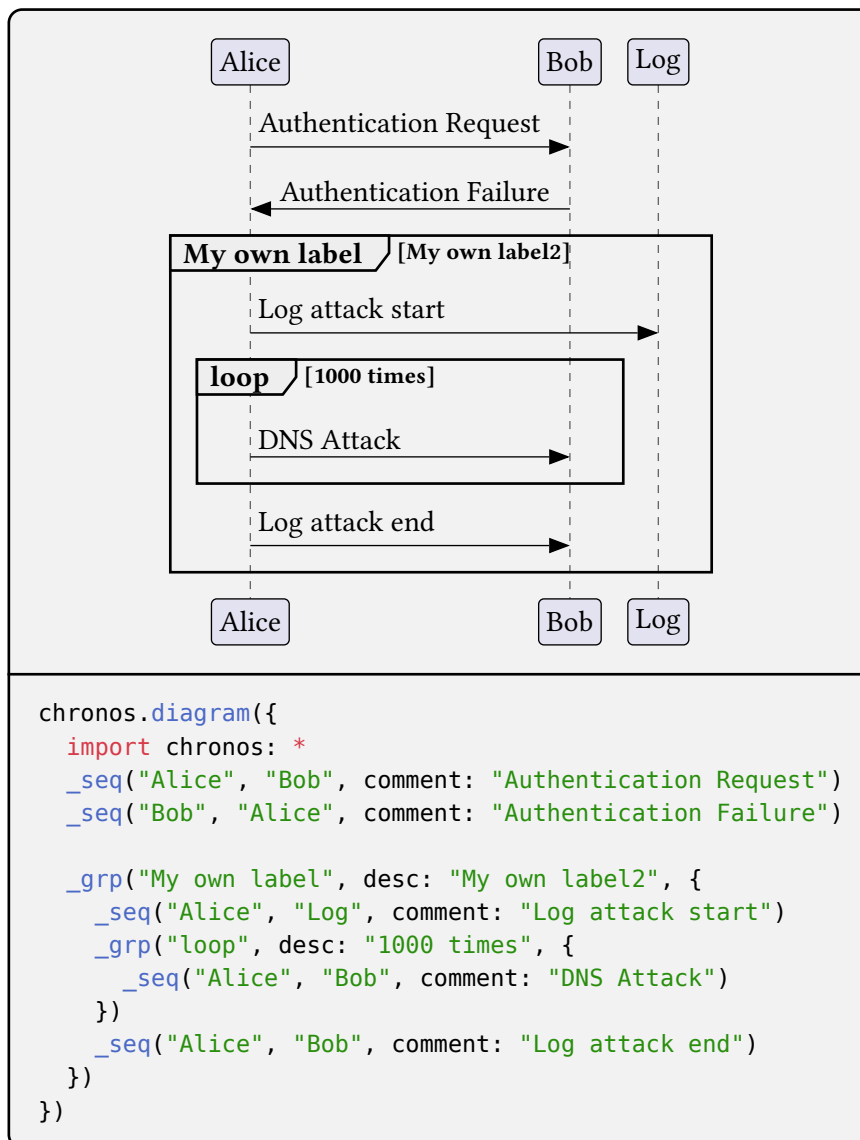 Alice Bob Log
Authentication Request
Authentication Failure
My own label [My own label2]
Log attack start
loop [1000 times]
DNS Attack
Log attack end
Alice Bob Log
chronos.diagram({
  import chronos: *
  _seq("Alice", "Bob", comment: "Authentication Request")
  _seq("Bob", "Alice", comment: "Authentication Failure")

  _grp("My own label", desc: "My own label2", {
    _seq("Alice", "Log", comment: "Log attack start")
    _grp("loop", desc: "1000 times", {
      _seq("Alice", "Bob", comment: "DNS Attack")
    })
    _seq("Alice", "Bob", comment: "Log attack end")
  })
})